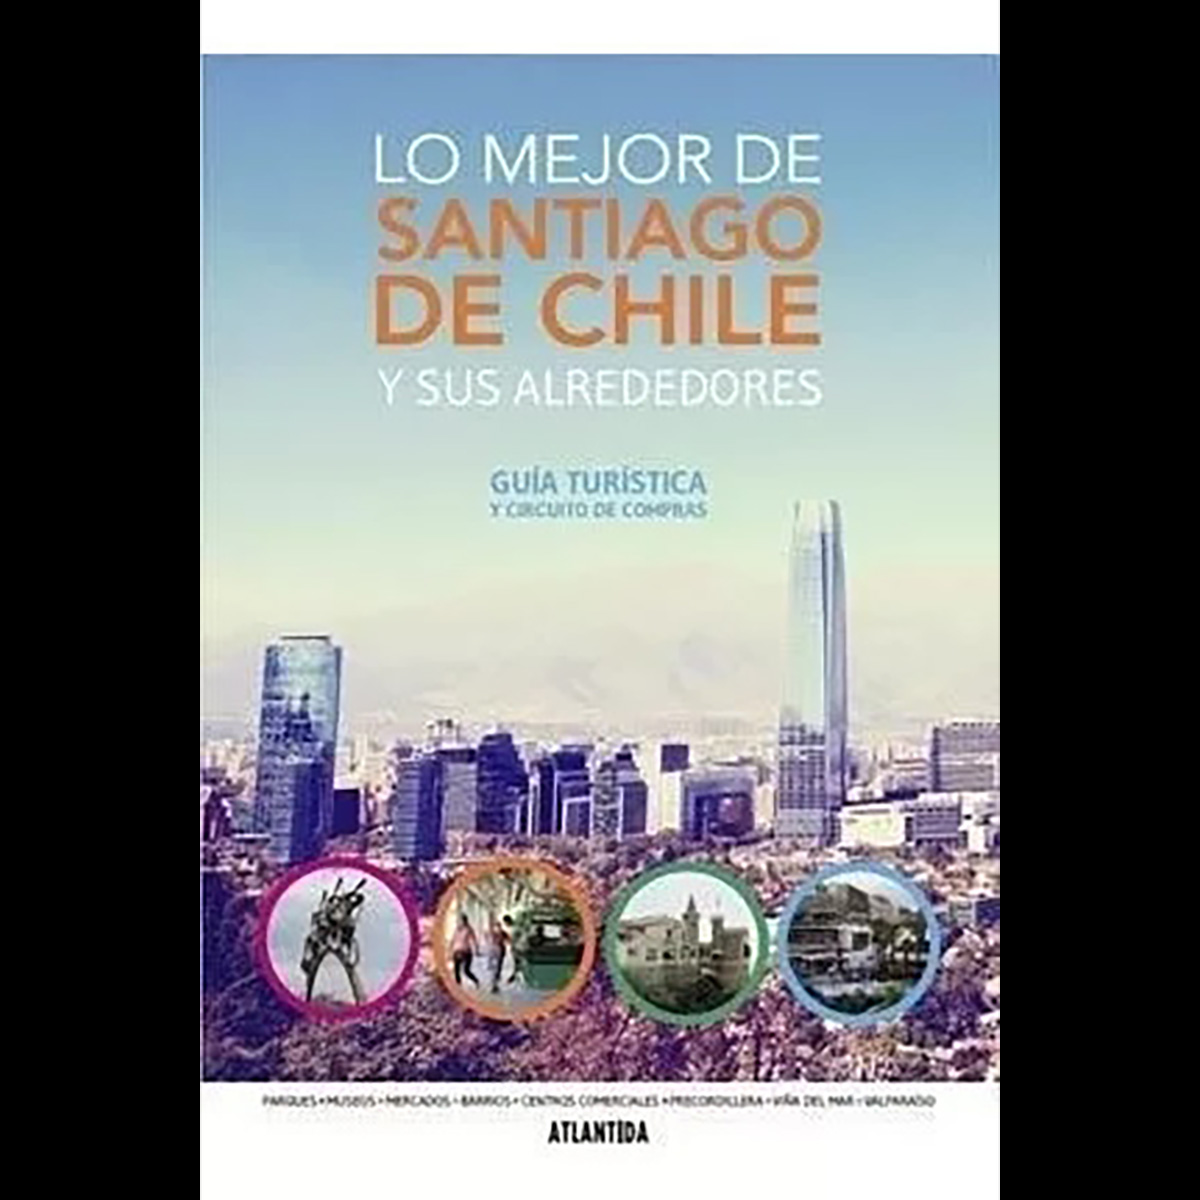 LO MEJOR DE
SANTIAGO
DE CHILE
Y SUS ALREDEDORES
GUÍA TURÍSTICA
Y CIRCUITO DE COMPRAS
PARQUES • MUSEOS • MERCADOS • BARRIOS • CENTROS COMERCIALES • PRECORDILLERA • VIÑA DEL MAR • VALPARAÍSO
ATLANTIDA